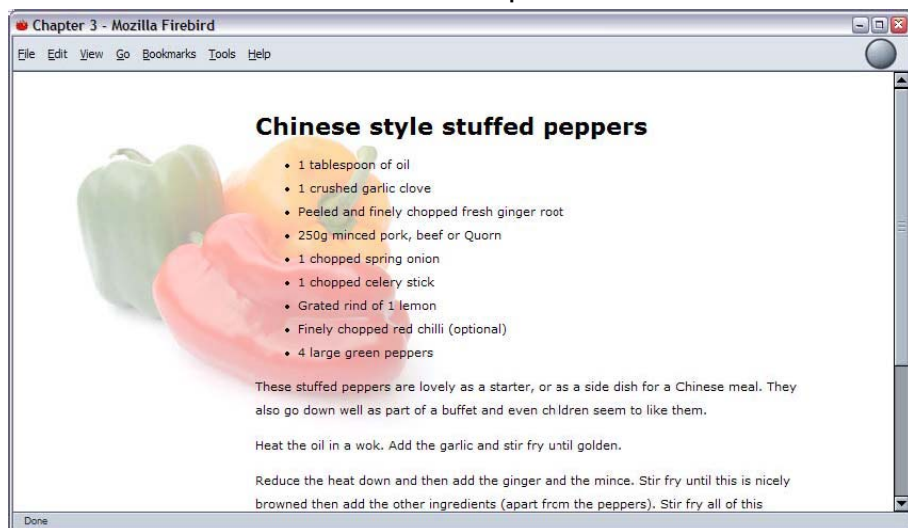 Chapter 3 - Mozilla Firebird
File Edit View Go Bookmarks Tools Help
Chinese style stuffed peppers
• 1 tablespoon of oil
• 1 crushed garlic clove
• Peeled and finely chopped fresh ginger root
• 250g minced pork, beef or Quorn
• 1 chopped spring onion
• 1 chopped celery stick
• Grated rind of 1 lemon
• Finely chopped red chilli (optional)
• 4 large green peppers
These stuffed peppers are lovely as a starter, or as a side dish for a Chinese meal. They
also go down well as part of a buffet and even children seem to like them.
Heat the oil in a wok. Add the garlic and stir fry until golden.
Reduce the heat down and then add the ginger and the mince. Stir fry until this is nicely
browned then add the other ingredients (apart from the peppers). Stir fry all of this
Done